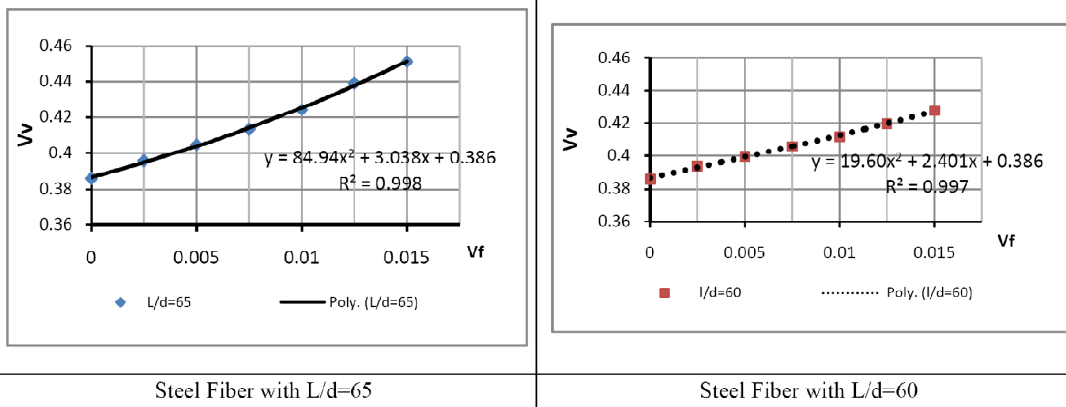 0.46
0.44
0.42
0.4
0.38
0.36
Vv
y = 84.94x² + 3.038x + 0.386
R² = 0.998
0 0.005 0.01 0.015
Vf
L/d=65 Poly. (L/d=65)
Steel Fiber with L/d=65
0.46
0.44
0.42
0.4
0.38
0.36
Vv
y = 19.60x² + 2.401x + 0.386
R² = 0.997
0 0.005 0.01 0.015
Vf
l/d=60 Poly. (l/d=60)
Steel Fiber with L/d=60